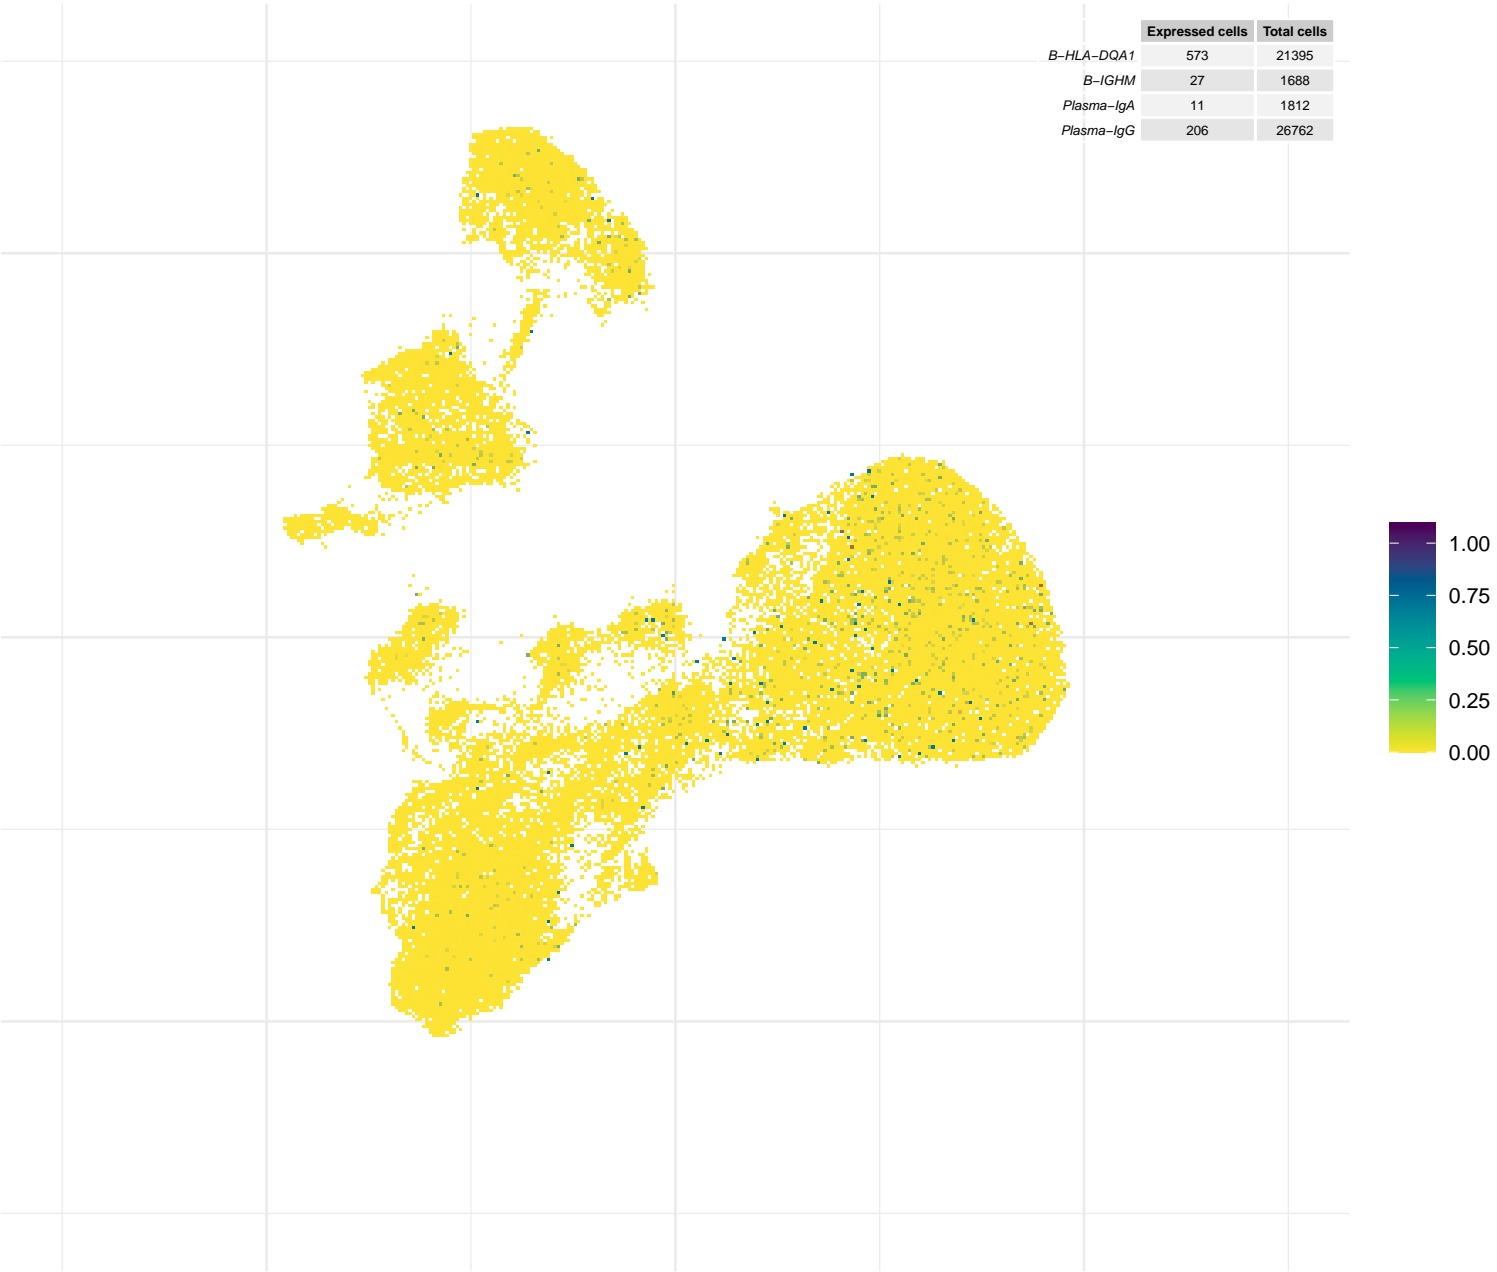 Expressed cells Total cells
B−HLA−DQA1 573 21395
B−IGHM 27 1688
Plasma−IgA 11 1812
Plasma−IgG 206 26762
1.00
0.75
0.50
0.25
0.00